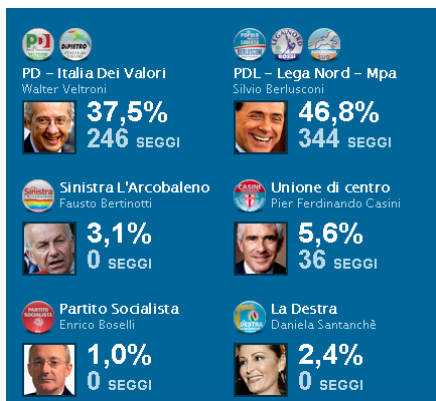 PD – Italia Dei Valori
Walter Veltroni
37,5%
246 SEGGI
PDL – Lega Nord – Mpa
Silvio Berlusconi
46,8%
344 SEGGI
Sinistra L'Arcobaleno
Fausto Bertinotti
3,1%
0 SEGGI
Unione di centro
Pier Ferdinando Casini
5,6%
36 SEGGI
Partito Socialista
Enrico Boselli
1,0%
0 SEGGI
La Destra
Daniela Santanchè
2,4%
0 SEGGI